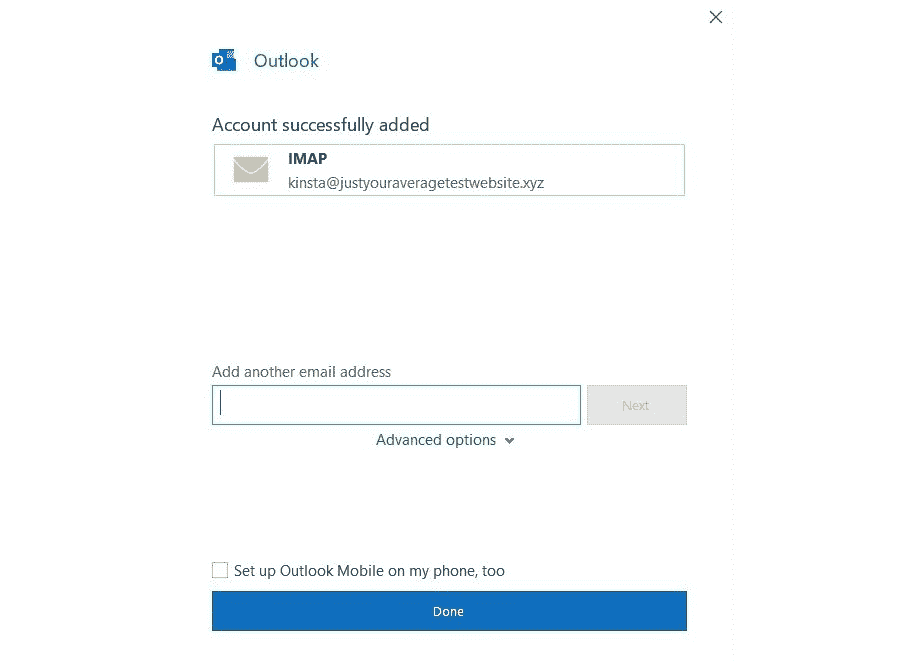 Outlook
Account successfully added
IMAP
kinsta@justyouraveragetestwebsite.xyz
Add another email address
Next
Advanced options
Set up Outlook Mobile on my phone, too
Done